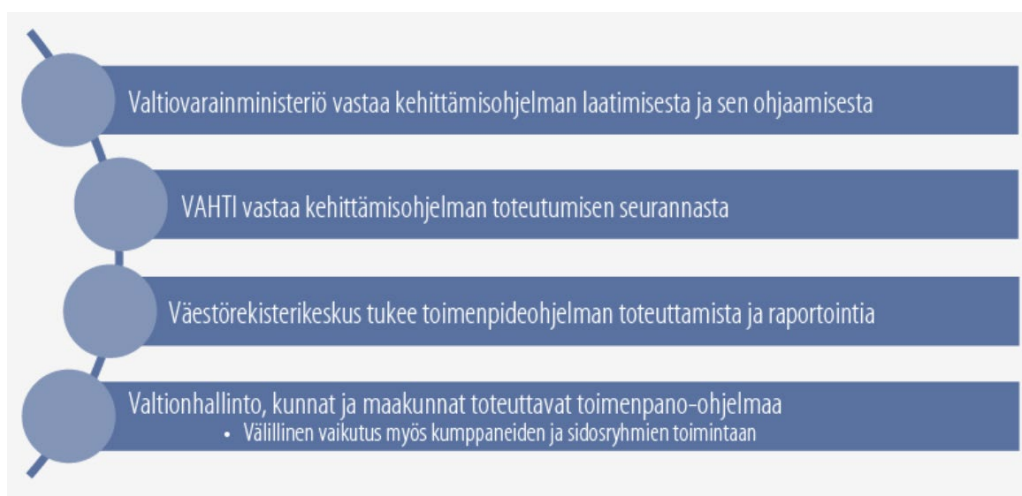 Valtiovarainministeriö vastaa kehittämisohjelman laatimisesta ja sen ohjaamisesta
VAHTI vastaa kehittämisohjelman toteutumisen seurannasta
Väestörekisterikeskus tukee toimenpideohjelman toteuttamista ja raportointia
Valtionhallinto, kunnat ja maakunnat toteuttavat toimenpano-ohjelmaa
• Välillinen vaikutus myös kumppaneiden ja sidosryhmien toimintaan